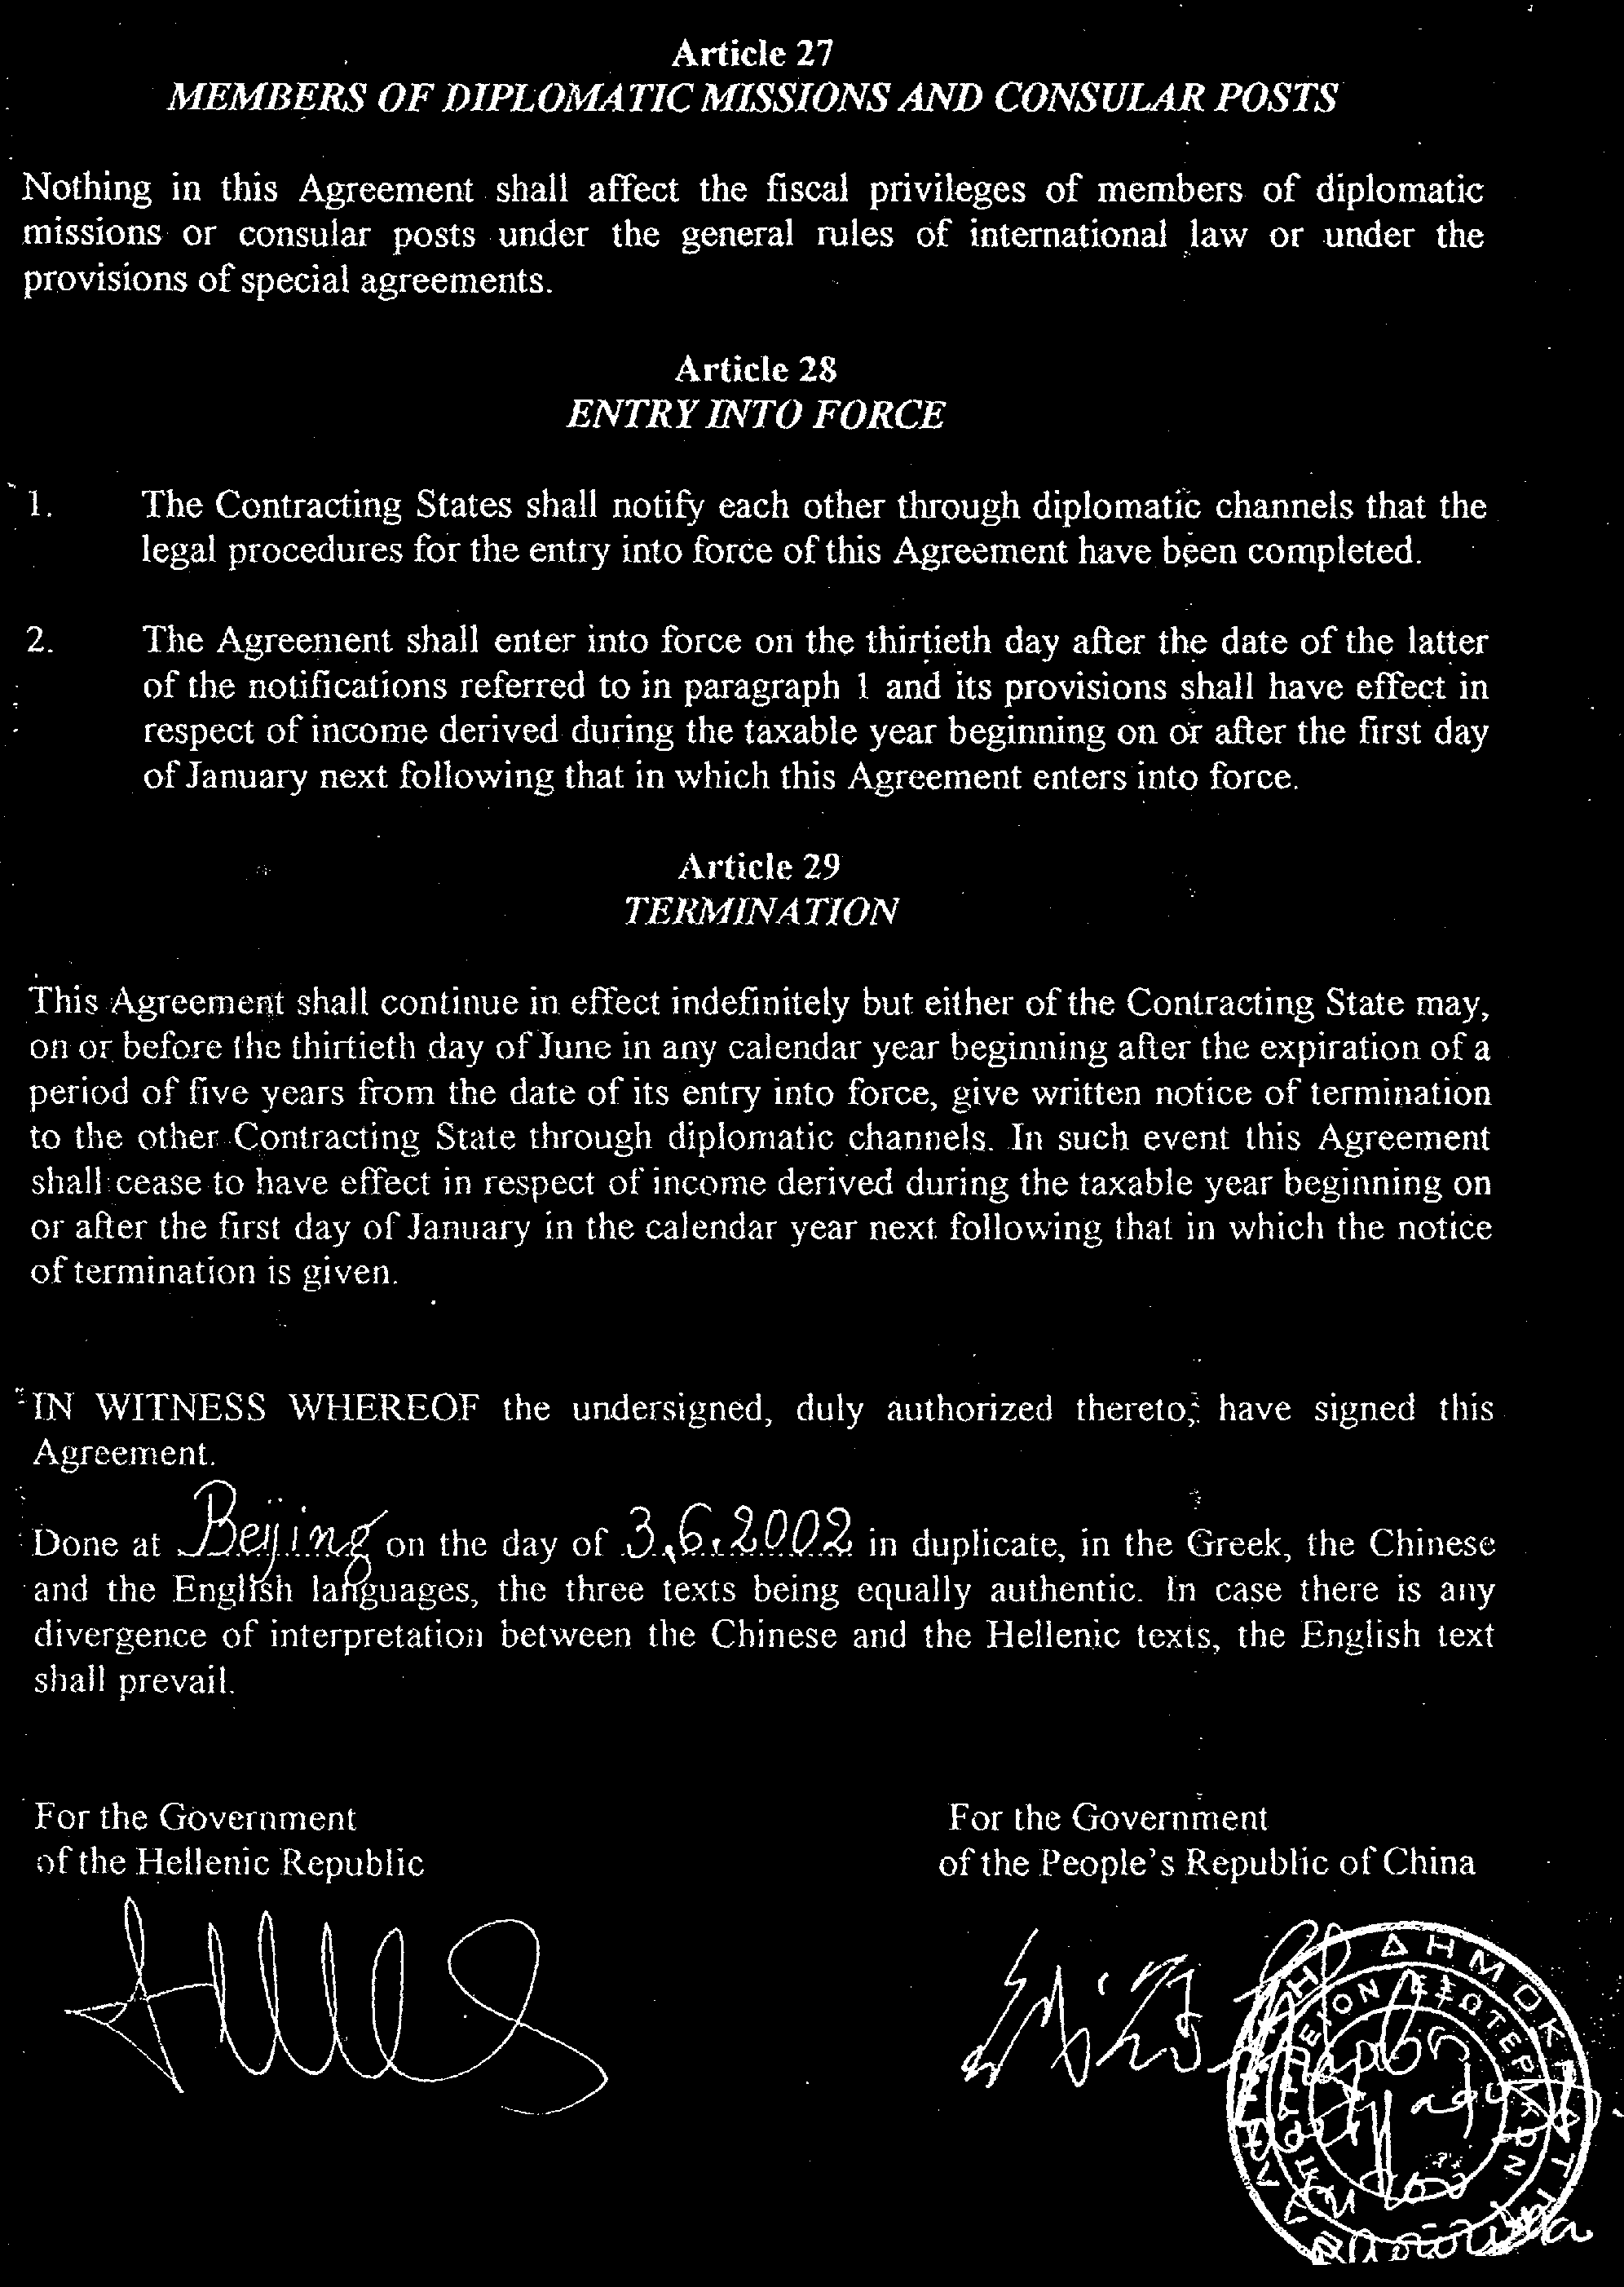 Article 27
MEMBERS OF DIPLOMATIC MISSIONS AND CONSULAR POSTS
Nothing in this Agreement shall affect the fiscal privileges of members of diplomatic
missions or consular posts under the general rules of international law or under the
provisions of special agreements.
Article 28
ENTRY INTO FORCE
1. The Contracting States shall notify each other through diplomatic channels that the
legal procedures for the entry into force of this Agreement have been completed.
2. The Agreement shall enter into force on the thirtieth day after the date of the latter
of the notifications referred to in paragraph 1 and its provisions shall have effect in
respect of income derived during the taxable year beginning on or after the first day
of January next following that in which this Agreement enters into force.
Article 29
TERMINATION
This Agreement shall continue in effect indefinitely but either of the Contracting State may,
on or before the thirtieth day of June in any calendar year beginning after the expiration of a
period of five years from the date of its entry into force, give written notice of termination
to the other Contracting State through diplomatic channels. In such event this Agreement
shall cease to have effect in respect of income derived during the taxable year beginning on
or after the first day of January in the calendar year next following that in which the notice
of termination is given.
IN WITNESS WHEREOF the undersigned, duly authorized thereto, have signed this
Agreement.
Done at Beijing on the day of 3.6.2002 in duplicate, in the Greek, the Chinese
and the English languages, the three texts being equally authentic. In case there is any
divergence of interpretation between the Chinese and the Hellenic texts, the English text
shall prevail.
For the Government
of the Hellenic Republic
For the Government
of the People's Republic of China